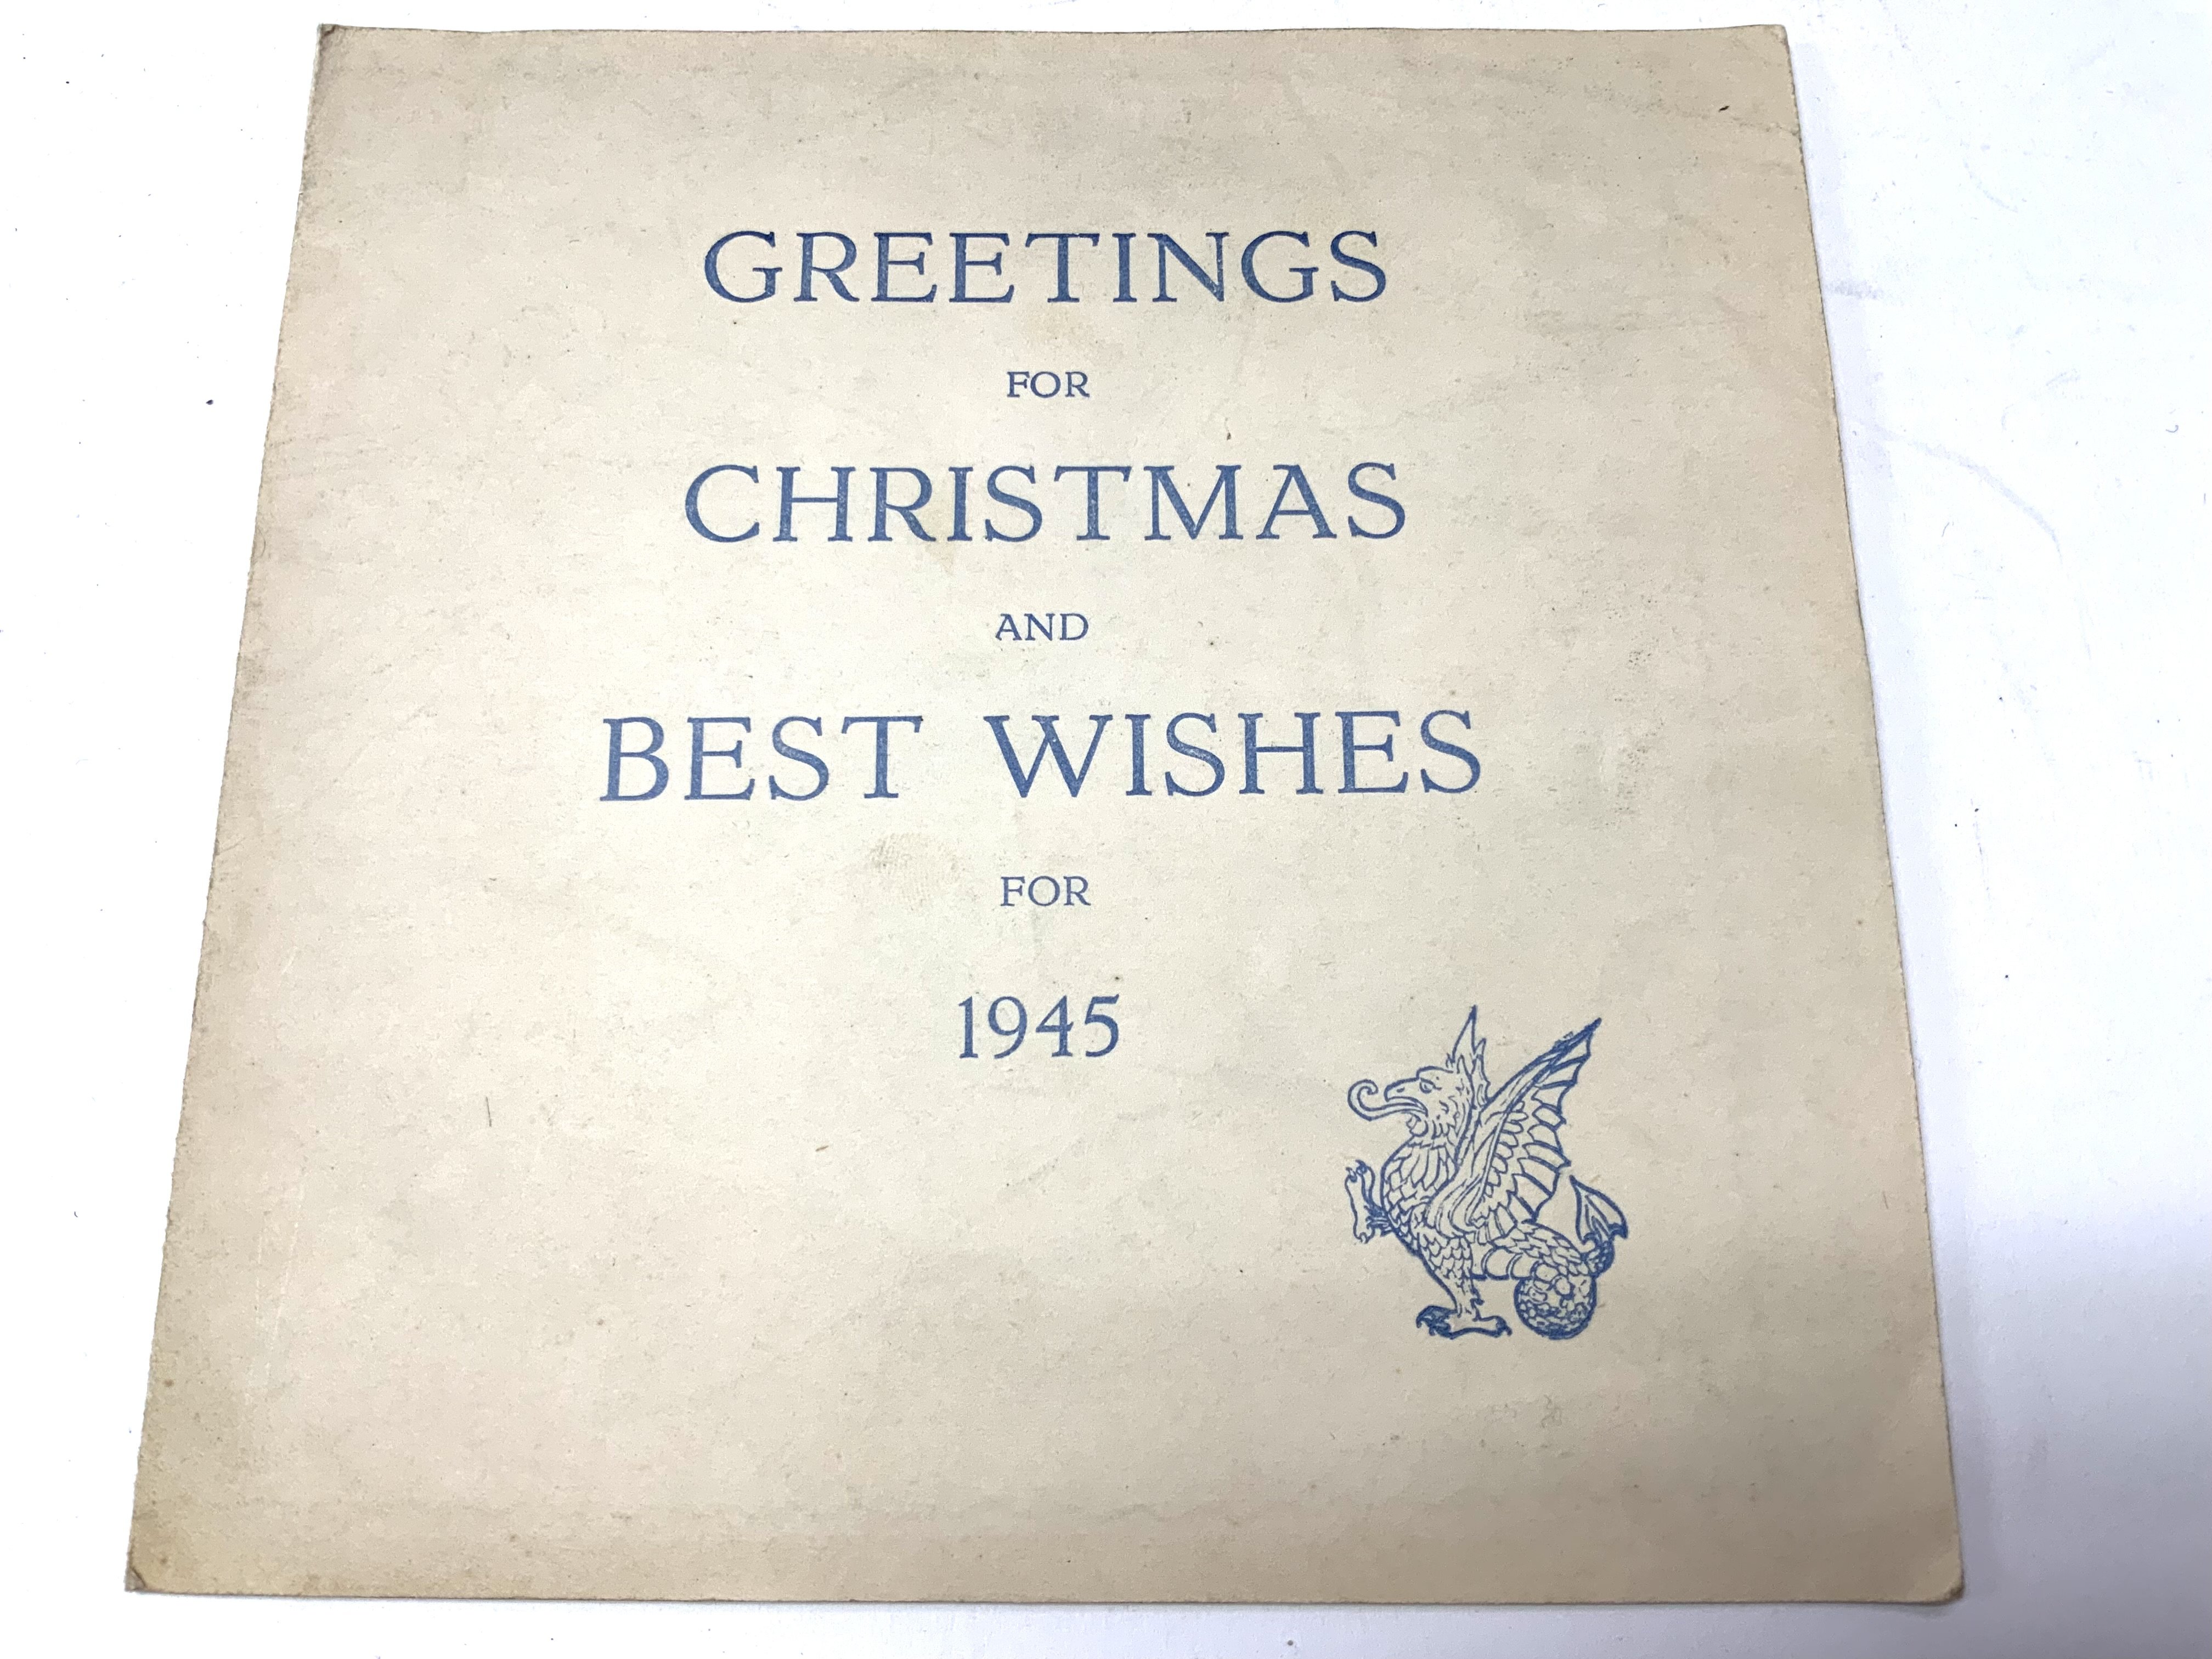 GREETINGS
FOR
CHRISTMAS
AND
BEST WISHES
FOR
1945